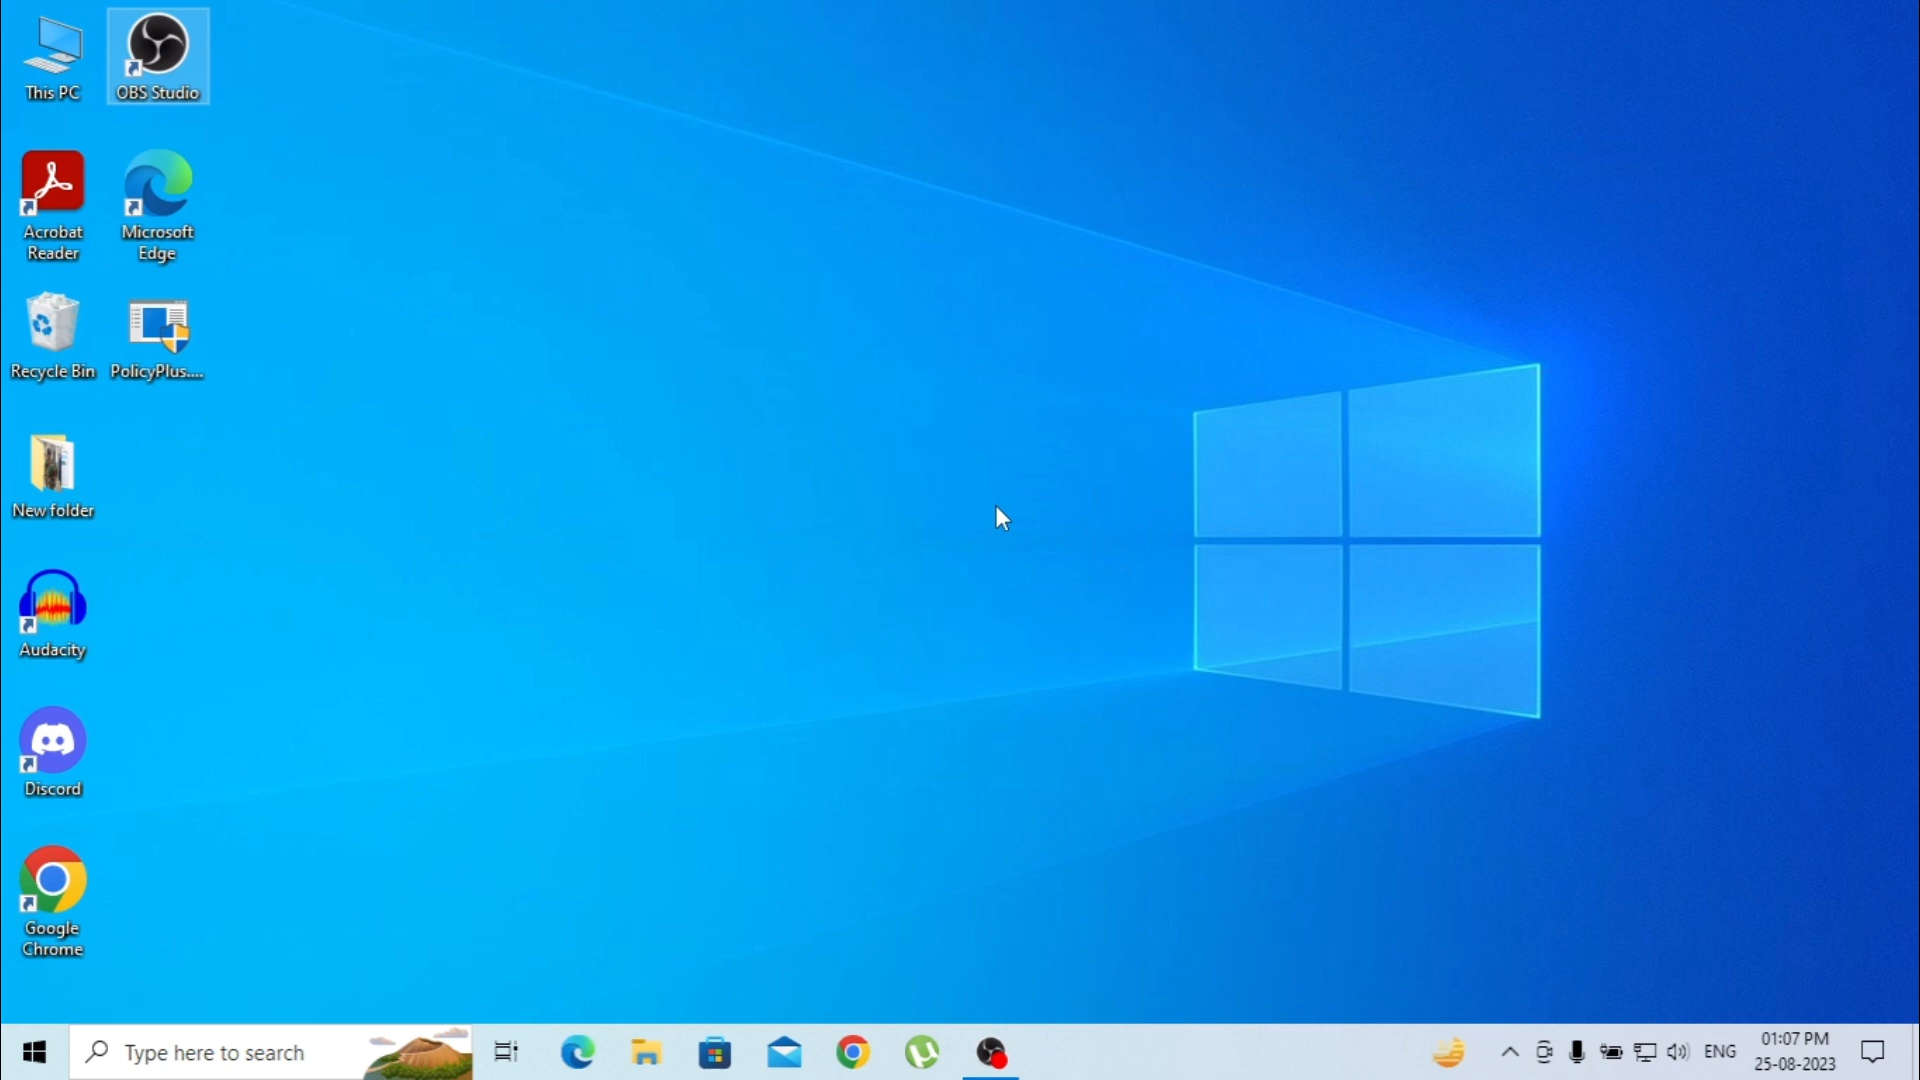 This PC
OBS Studio
Acrobat
Reader
Microsoft
Edge
Recycle Bin
PolicyPlus....
New folder
Audacity
Discord
Google
Chrome
Type here to search
ENG
01:07 PM
25-08-2023